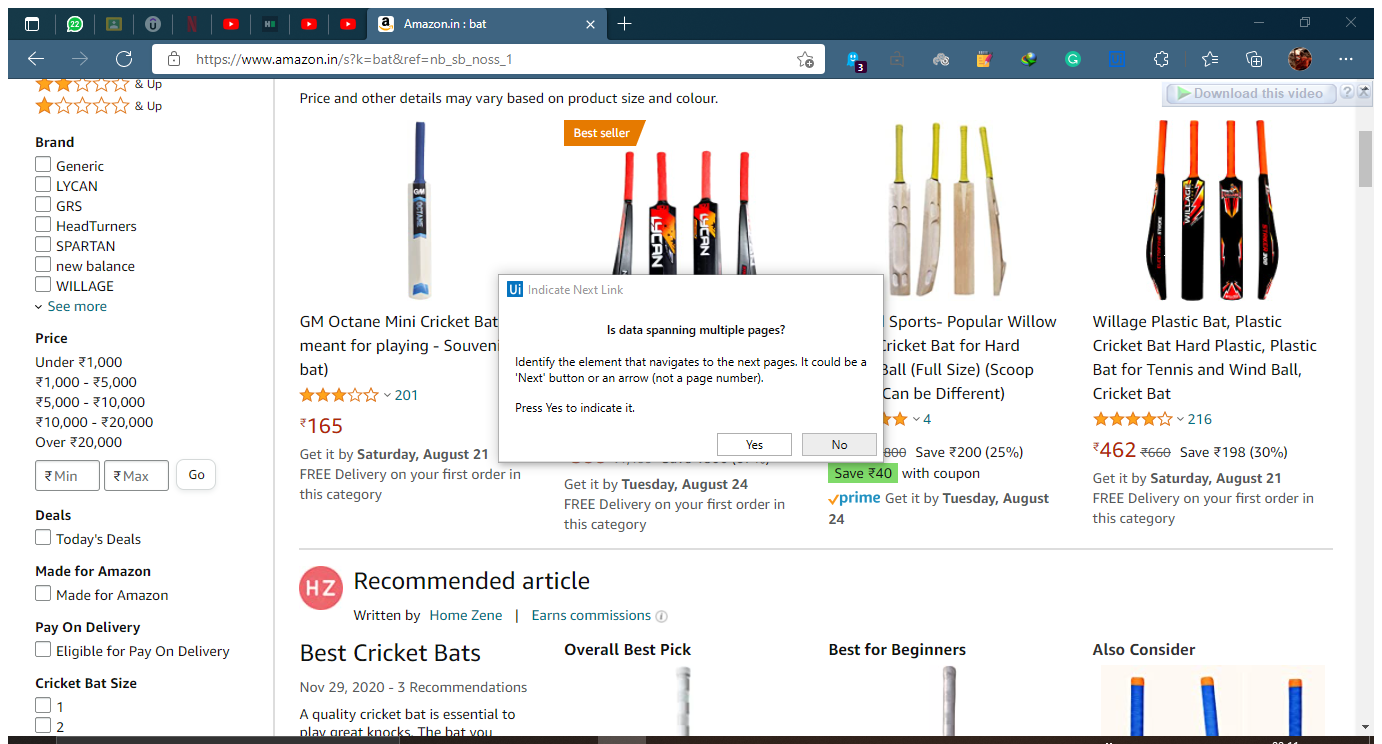 22
Amazon.in : bat
https://www.amazon.in/s?k=bat&ref=nb_sb_noss_1
3
& Up
& Up
Brand
Generic
LYCAN
GRS
HeadTurners
SPARTAN
new balance
WILLAGE
See more
Price
Under ₹1,000
₹1,000 - ₹5,000
₹5,000 - ₹10,000
₹10,000 - ₹20,000
Over ₹20,000
₹ Min
₹ Max
Go
Deals
Today's Deals
Made for Amazon
Made for Amazon
Pay On Delivery
Eligible for Pay On Delivery
Cricket Bat Size
1
2
Price and other details may vary based on product size and colour.
Download this video
?
GM
OCTANE
GM Octane Mini Cricket Bat
meant for playing - Souveni
bat)
201
₹165
Get it by Saturday, August 21
FREE Delivery on your first order in
this category
Best seller
LYCAN
LYCAN
Get it by Tuesday, August 24
FREE Delivery on your first order in
this category
Sports- Popular Willow
ricket Bat for Hard
Ball (Full Size) (Scoop
Can be Different)
4
800 Save ₹200 (25%)
Save ₹40 with coupon
prime Get it by Tuesday, August
24
WILLAGE
Willage Plastic Bat, Plastic
Cricket Bat Hard Plastic, Plastic
Bat for Tennis and Wind Ball,
Cricket Bat
216
₹462 ₹660 Save ₹198 (30%)
Get it by Saturday, August 21
FREE Delivery on your first order in
this category
Ui Indicate Next Link
Is data spanning multiple pages?
Identify the element that navigates to the next pages. It could be a
'Next' button or an arrow (not a page number).
Press Yes to indicate it.
Yes
No
HZ
Recommended article
Written by Home Zene | Earns commissions
Best Cricket Bats
Nov 29, 2020 - 3 Recommendations
A quality cricket bat is essential to
play great knocks. The bat you
Overall Best Pick
Best for Beginners
Also Consider